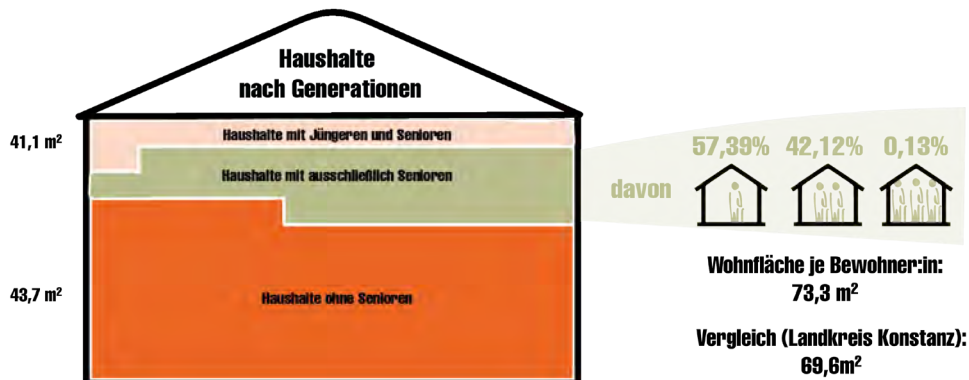 Haushalte
nach Generationen
41,1 m²
Haushalte mit Jüngeren und Senioren
Haushalte mit ausschließlich Senioren
43,7 m²
Haushalte ohne Senioren
davon
57,39% 42,12% 0,13%
Wohnfläche je Bewohner:in:
73,3 m²
Vergleich (Landkreis Konstanz):
69,6m²